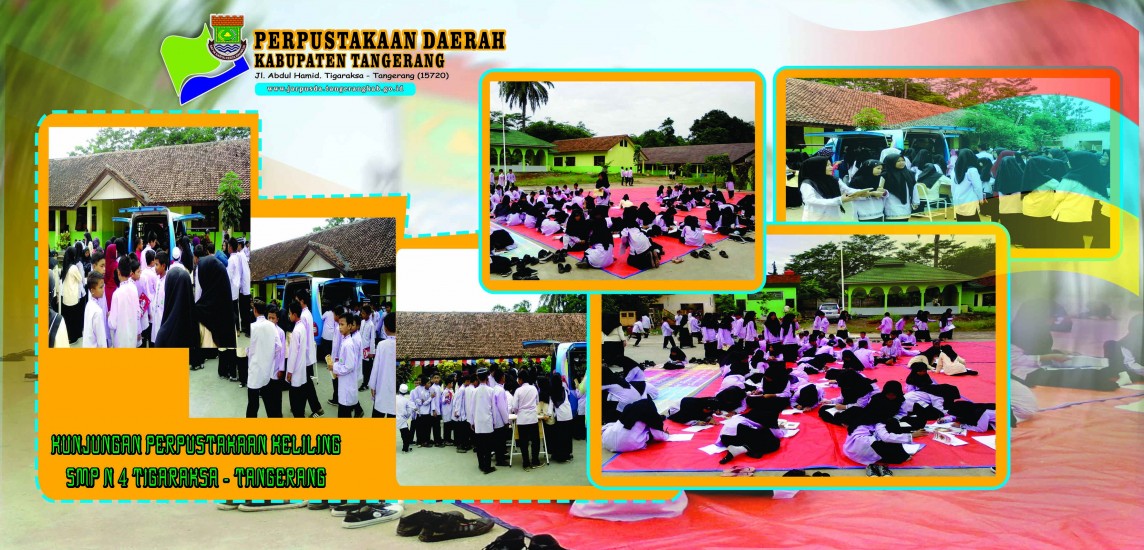 PERPUSTAKAAN DAERAH
KABUPATEN TANGERANG
Jl. Abdul Hamid. Tigaraksa - Tangerang (15720)
www.jarpusda.tangerangkab.go.id
KUNJUNGAN PERPUSTAKAAN KELILING
SMP N 4 TIGARAKSA - TANGERANG